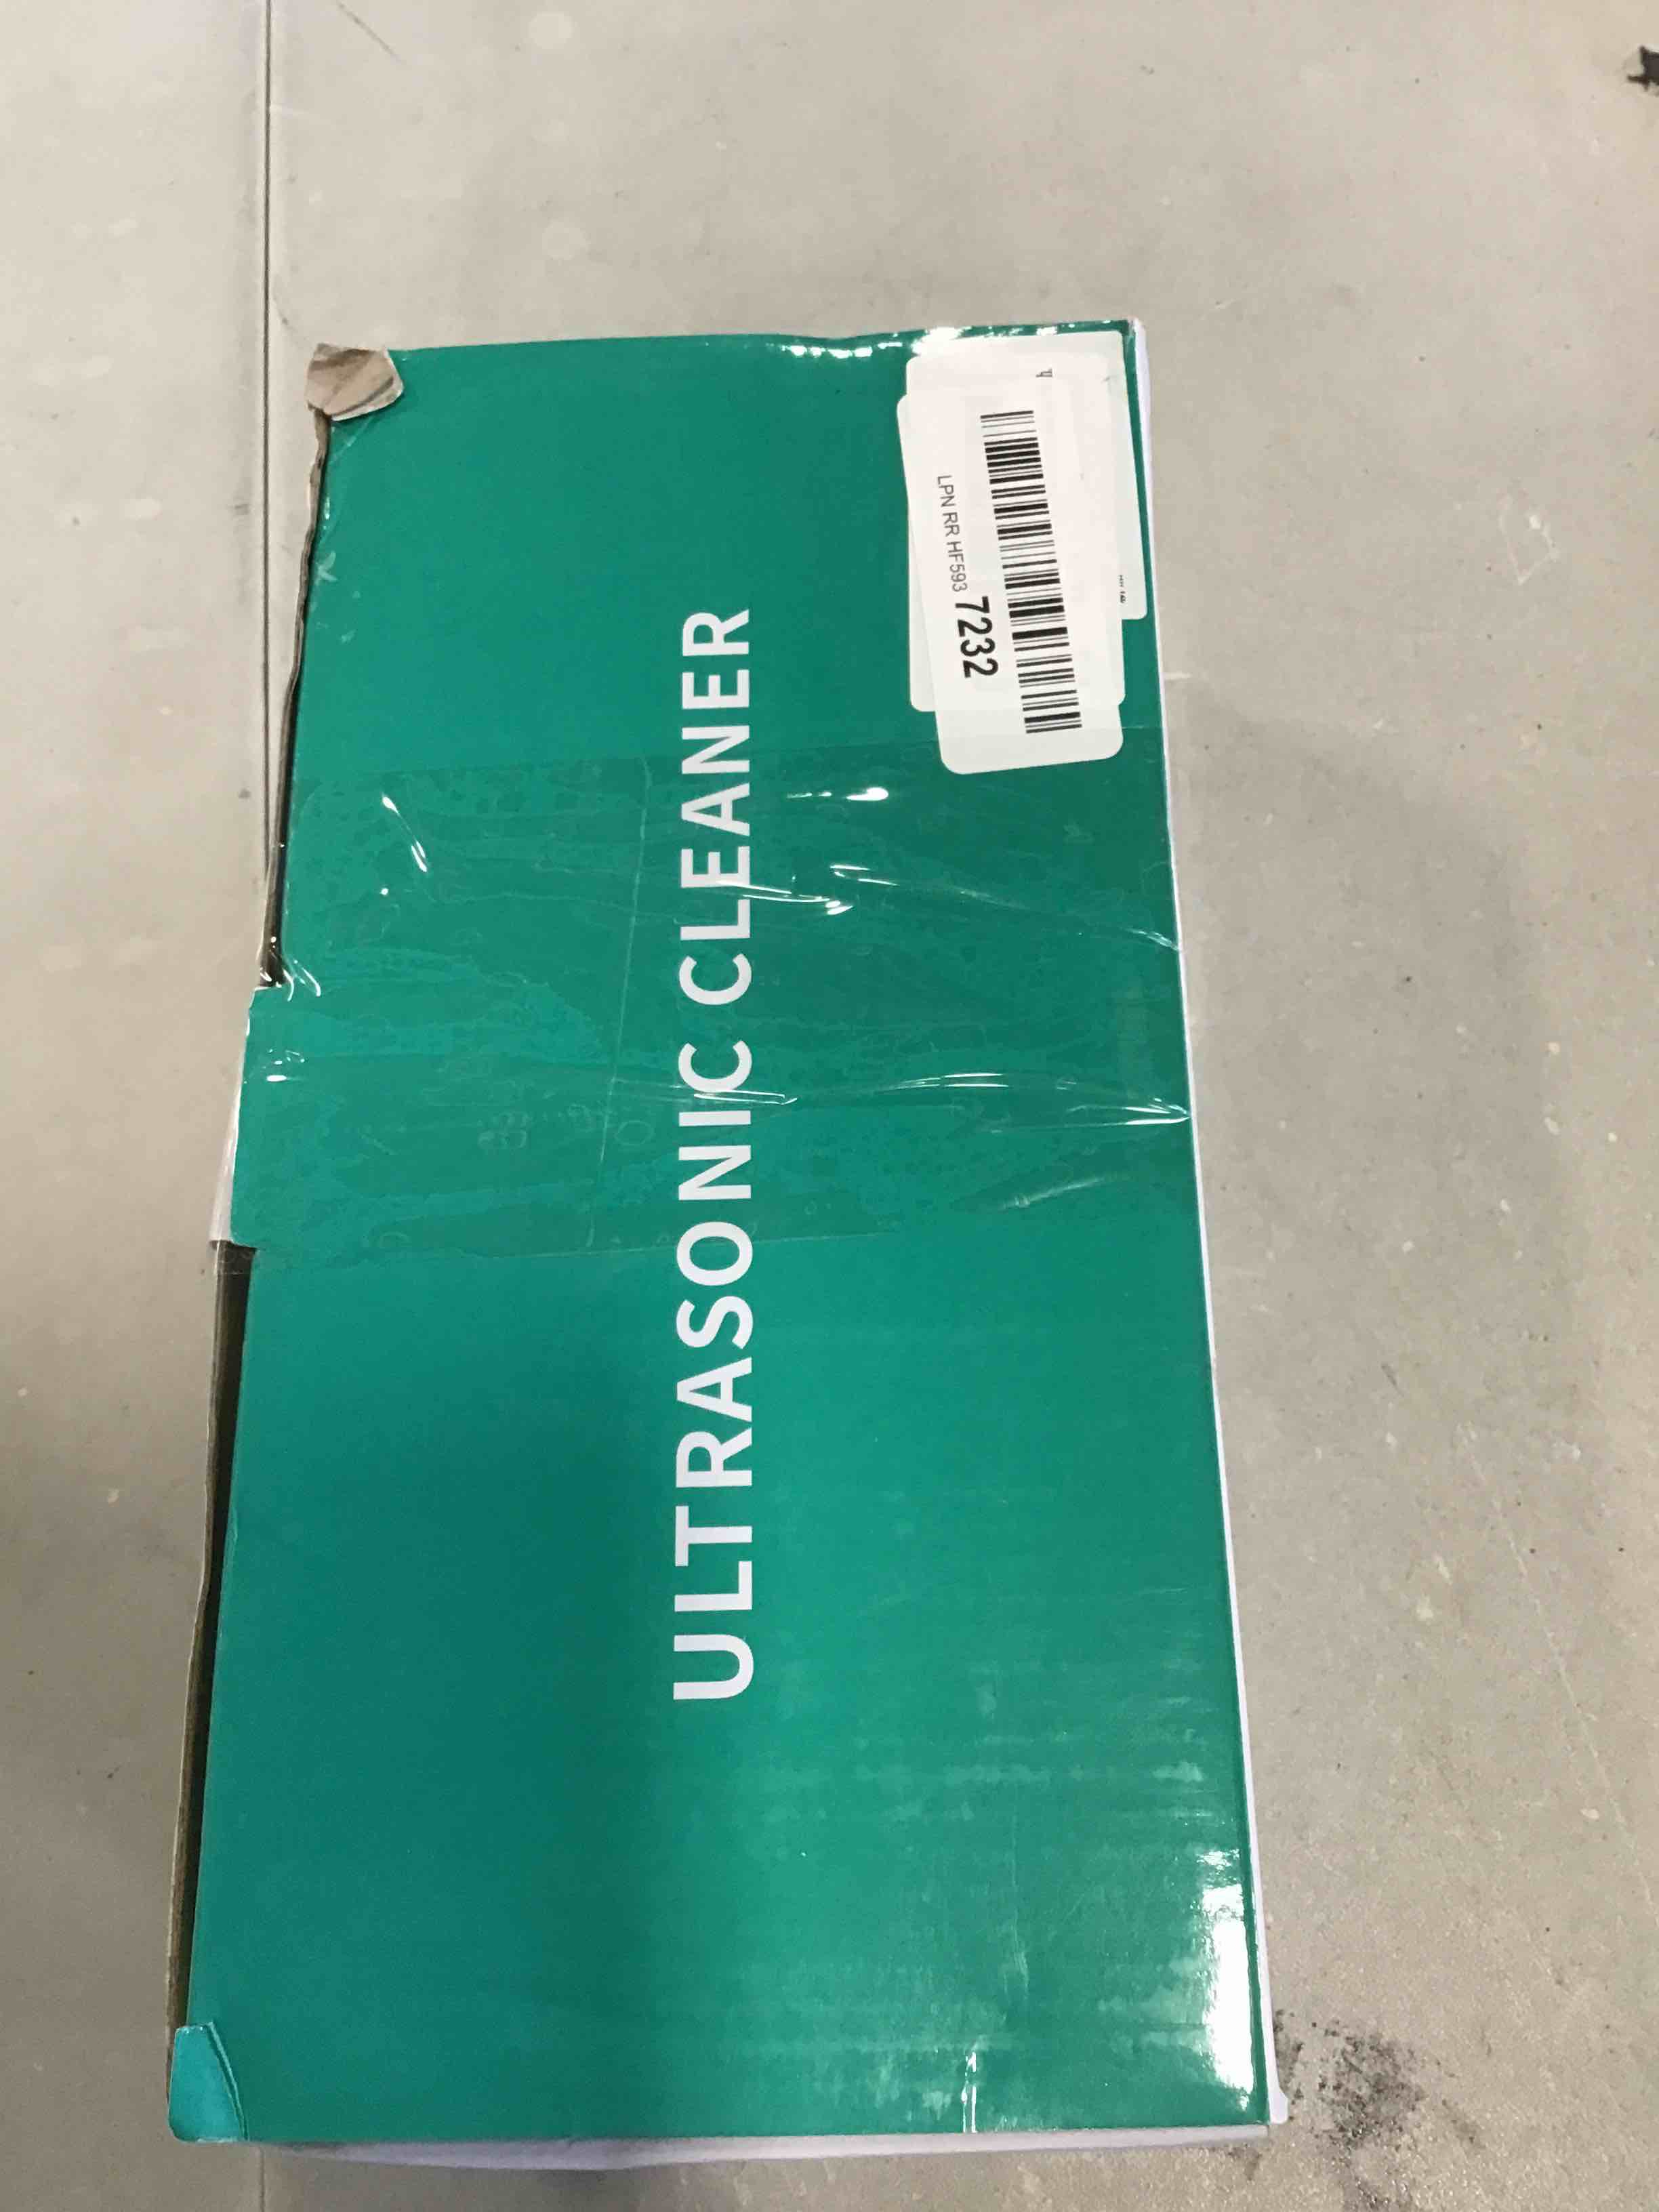 ULTRASONIC CLEANER
LPN RR HF593 7232